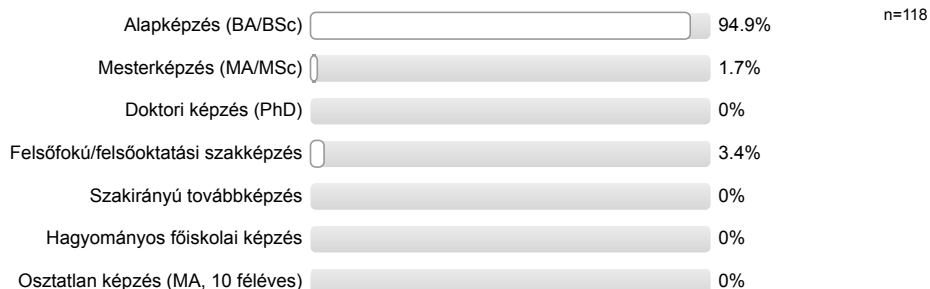 Alapképzés (BA/BSc) 94.9% n=118
Mesterképzés (MA/MSc) 1.7%
Doktori képzés (PhD) 0%
Felsőfokú/felsőoktatási szakképzés 3.4%
Szakirányú továbbképzés 0%
Hagyományos főiskolai képzés 0%
Osztatlan képzés (MA, 10 féléves) 0%